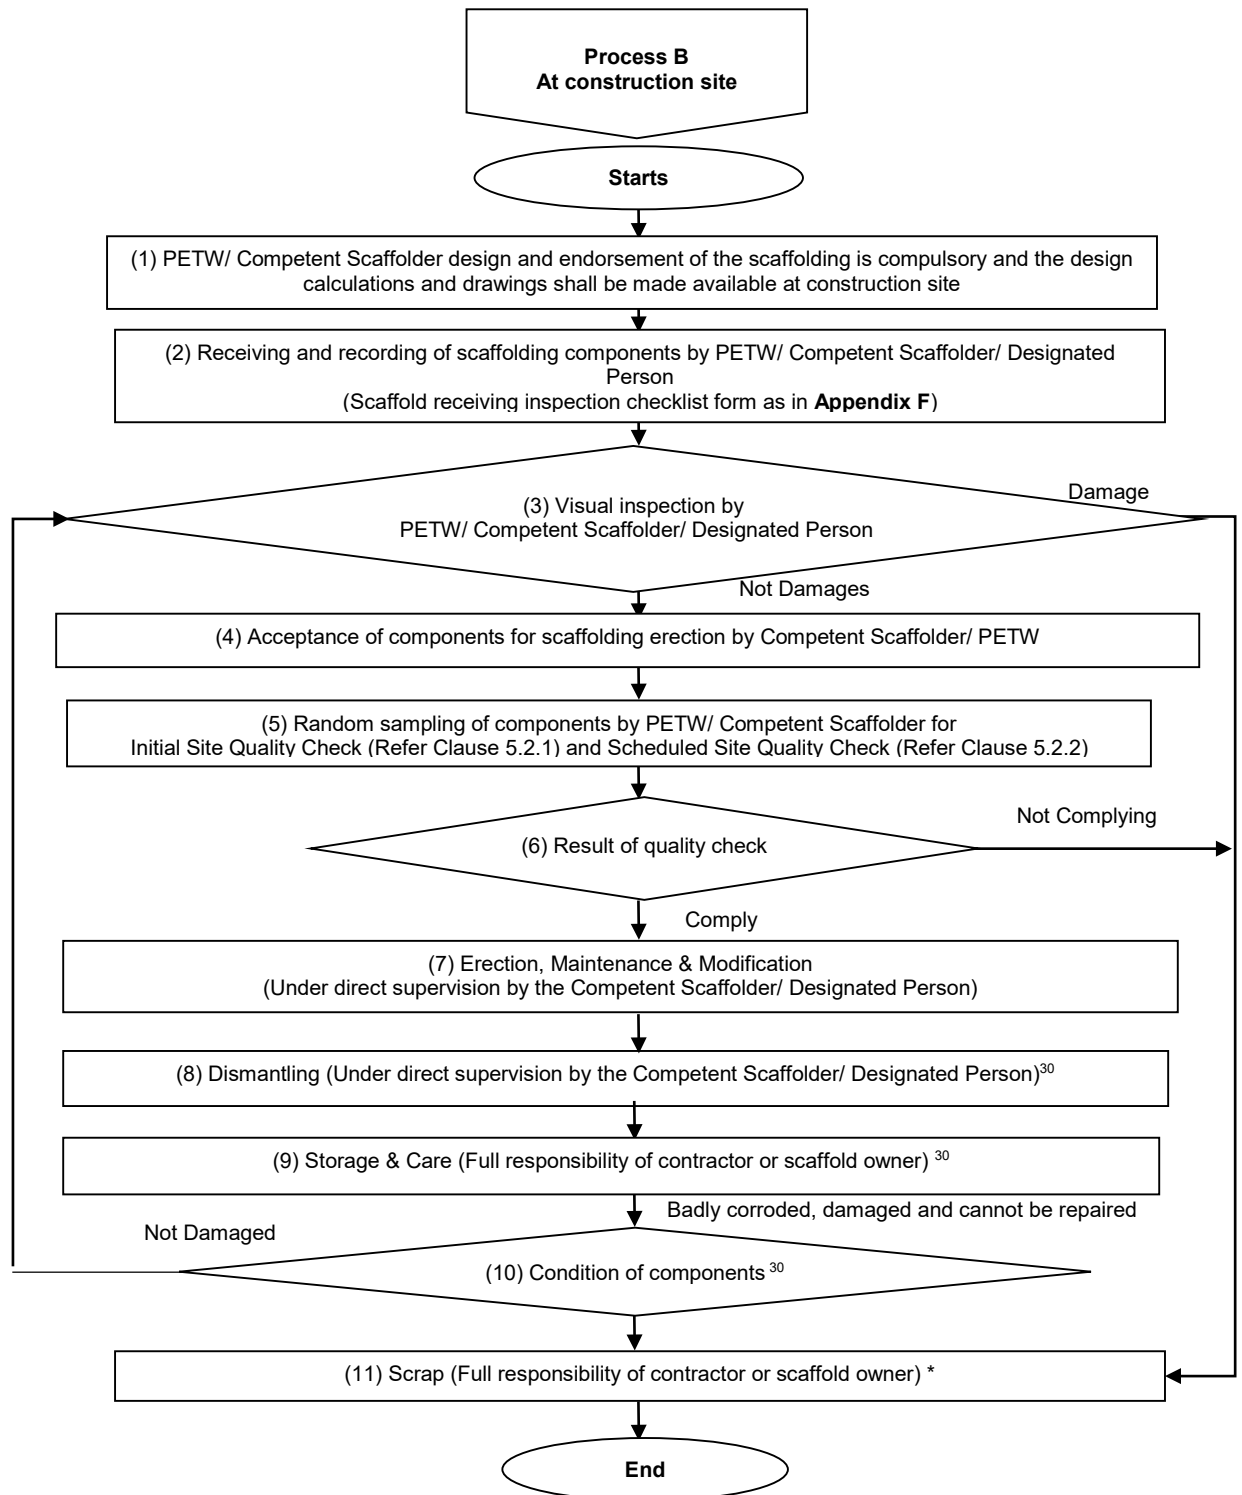 Process B
At construction site
Starts
(1) PETW/ Competent Scaffolder design and endorsement of the scaffolding is compulsory and the design
calculations and drawings shall be made available at construction site
(2) Receiving and recording of scaffolding components by PETW/ Competent Scaffolder/ Designated
Person
(Scaffold receiving inspection checklist form as in Appendix F)
Damage
(3) Visual inspection by
PETW/ Competent Scaffolder/ Designated Person
Not Damages
(4) Acceptance of components for scaffolding erection by Competent Scaffolder/ PETW
(5) Random sampling of components by PETW/ Competent Scaffolder for
Initial Site Quality Check (Refer Clause 5.2.1) and Scheduled Site Quality Check (Refer Clause 5.2.2)
Not Complying
(6) Result of quality check
Comply
(7) Erection, Maintenance & Modification
(Under direct supervision by the Competent Scaffolder/ Designated Person)
(8) Dismantling (Under direct supervision by the Competent Scaffolder/ Designated Person)30
(9) Storage & Care (Full responsibility of contractor or scaffold owner) 30
Badly corroded, damaged and cannot be repaired
Not Damaged
(10) Condition of components 30
(11) Scrap (Full responsibility of contractor or scaffold owner) *
End